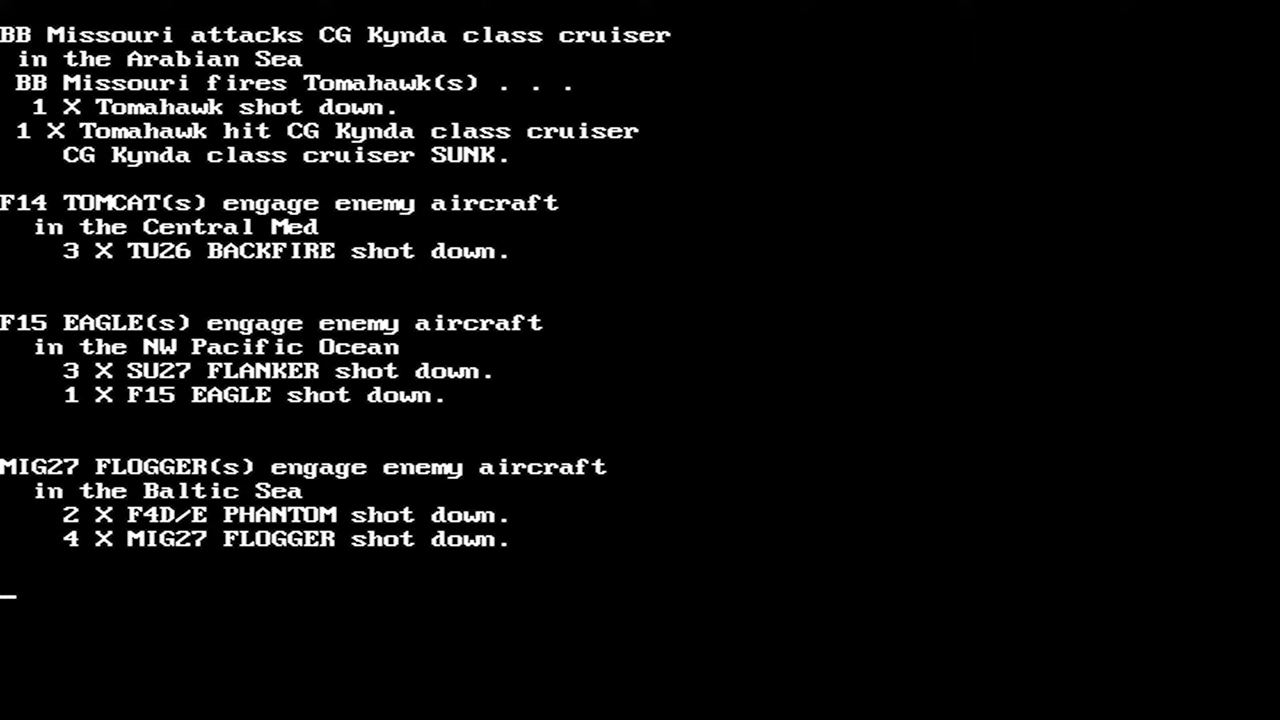 BB Missouri attacks CG Kynda class cruiser
in the Arabian Sea
BB Missouri fires Tomahawk(s) . . .
1 X Tomahawk shot down.
1 X Tomahawk hit CG Kynda class cruiser
CG Kynda class cruiser SUNK.
F14 TOMCAT(s) engage enemy aircraft
in the Central Med
3 X TU26 BACKFIRE shot down.
F15 EAGLE(s) engage enemy aircraft
in the NW Pacific Ocean
3 X SU27 FLANKER shot down.
1 X F15 EAGLE shot down.
MIG27 FLOGGER(s) engage enemy aircraft
in the Baltic Sea
2 X F4D/E PHANTOM shot down.
4 X MIG27 FLOGGER shot down.